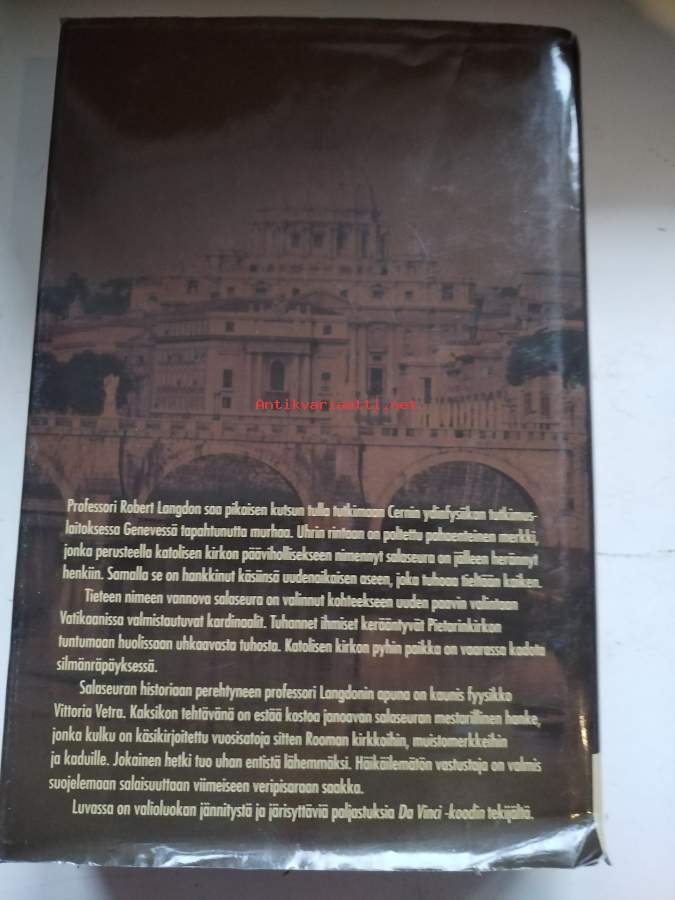 Antikvariaatti.net
Professori Robert Langdon saa pikaisen kutsun tulla tutkimaan Cernin ydinfysiikan tutkimus-
laitoksessa Genevessä tapahtunutta murhaa. Uhrin rintaan on poltettu pahaenteinen merkki,
jonka perusteella katolisen kirkon päävihollisekseen nimennyt salaseura on jälleen herännyt
henkiin. Samalla se on hankkinut käsiinsä uudenaikaisen aseen, joka tuhoaa tieltään kaiken.
Tieteen nimeen vannova salaseura on valinnut kohteekseen uuden paavin valintaan
Vatikaanissa valmistautuvat kardinaalit. Tuhannet ihmiset kerääntyvät Pietarinkirkon
tuntumaan huolissaan uhkaavasta tuhosta. Katolisen kirkon pyhin paikka on vaarassa kadota
silmänräpäyksessä.
Salaseuran historiaan perehtyneen professori Langdonin apuna on kaunis fyysikko
Vittoria Vetra. Kaksikon tehtävänä on estää kostoa janoavan salaseuran mestarillinen hanke,
jonka kulku on käsikirjoitettu vuosisatoja sitten Rooman kirkkoihin, muistomerkkeihin
ja kaduille. Jokainen hetki tuo uhan entistä lähemmäksi. Häikäilemätön vastustaja on valmis
suojelemaan salaisuuttaan viimeiseen veripisaraan saakka.
Luvassa on valioluokan jännitystä ja järisyttäviä paljastuksia Da Vinci -koodin tekijältä.